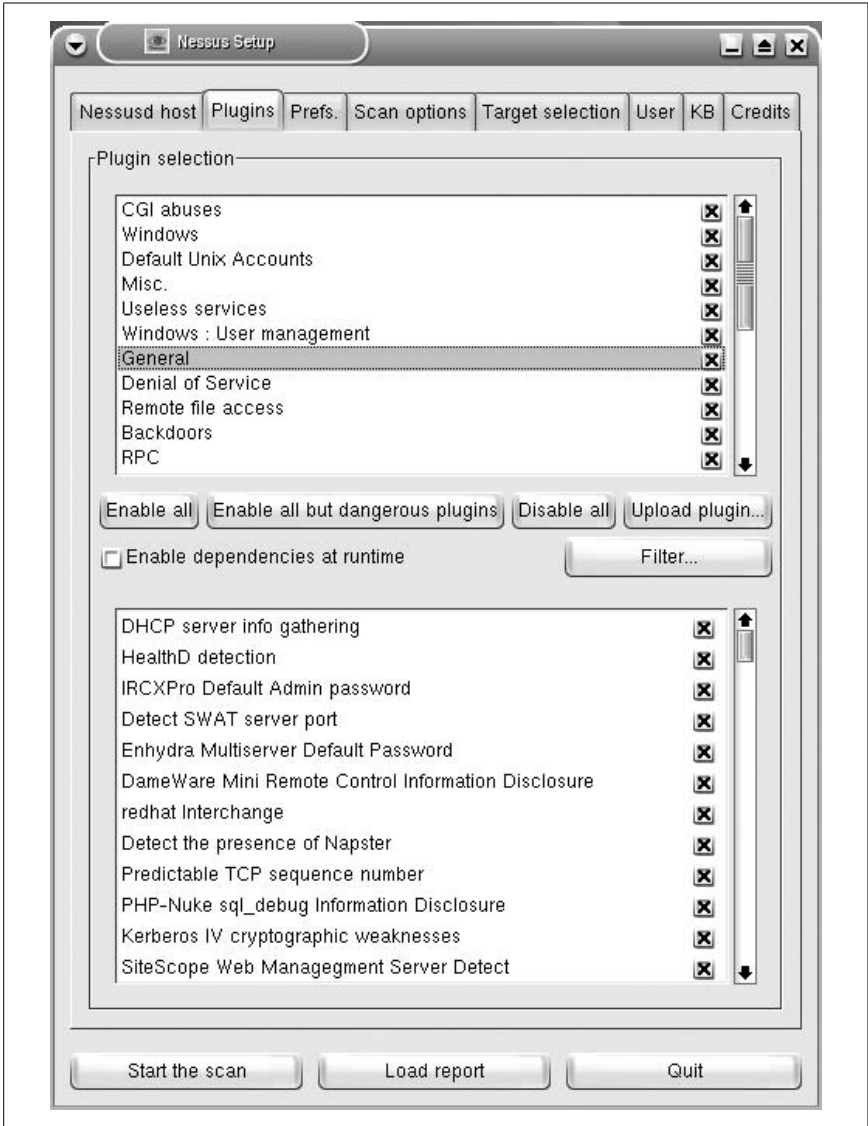 Nessus Setup
Nessusd host Plugins Prefs. Scan options Target selection User KB Credits
Plugin selection
CGI abuses
Windows
Default Unix Accounts
Misc.
Useless services
Windows : User management
General
Denial of Service
Remote file access
Backdoors
RPC
Enable all Enable all but dangerous plugins Disable all Upload plugin...
Enable dependencies at runtime Filter...
DHCP server info gathering
HealthD detection
IRCXPro Default Admin password
Detect SWAT server port
Enhydra Multiserver Default Password
DameWare Mini Remote Control Information Disclosure
redhat Interchange
Detect the presence of Napster
Predictable TCP sequence number
PHP-Nuke sql_debug Information Disclosure
Kerberos IV cryptographic weaknesses
SiteScope Web Managegment Server Detect
Start the scan Load report Quit